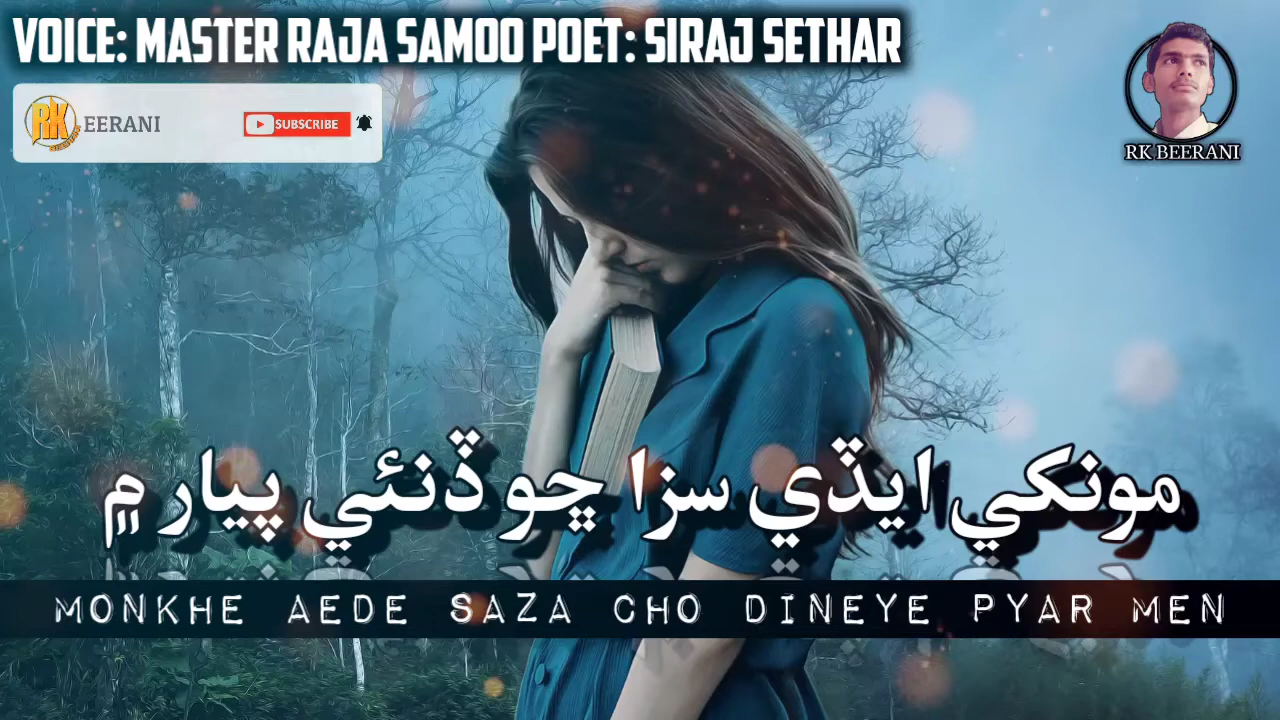 VOICE: MASTER RAJA SAMOO POET: SIRAJ SETHAR
RK EERANI
SUBSCRIBE
RK BEERANI
مونکي ايڏي سزا ڇو ڏنئي پيار ۾
MONKHE AEDE SAZA CHO DINEYE PYAR MEN